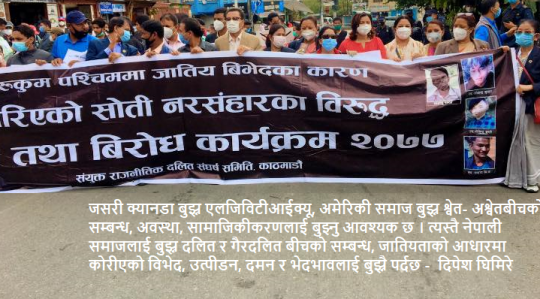 रुकुम पश्चिममा जातिय बिभेदका कारण
रिएको सोती नरसंहारका विरुद्ध
तथा बिरोध कार्यक्रम २०७७
संयुक्त राजनीतिक दलित संघर्ष समिति, काठमाडौं
जसरी क्यानडा बुझ्न एलजिविटीआईक्यू, अमेरिकी समाज बुझ्न श्वेत- अश्वेतबीचको
सम्बन्ध, अवस्था, सामाजिकीकरणलाई बुझ्नु आवश्यक छ । त्यस्तै नेपाली
समाजलाई बुझ्न दलित र गैरदलित बीचको सम्बन्ध, जातियताको आधारमा
कोरीएको विभेद, उत्पीडन, दमन र भेदभावलाई बुझ्नै पर्दछ - दिपेश घिमिरे